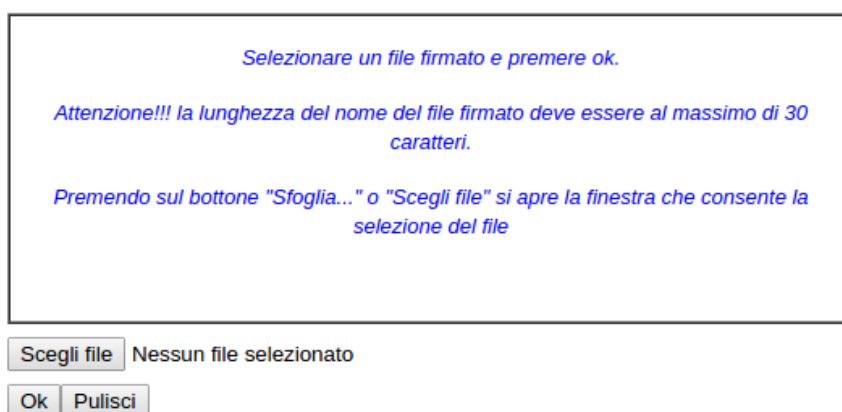 Selezionare un file firmato e premere ok.
Attenzione!!! la lunghezza del nome del file firmato deve essere al massimo di 30
caratteri.
Premendo sul bottone "Sfoglia..." o "Scegli file" si apre la finestra che consente la
selezione del file
Scegli file Nessun file selezionato
Ok Pulisci